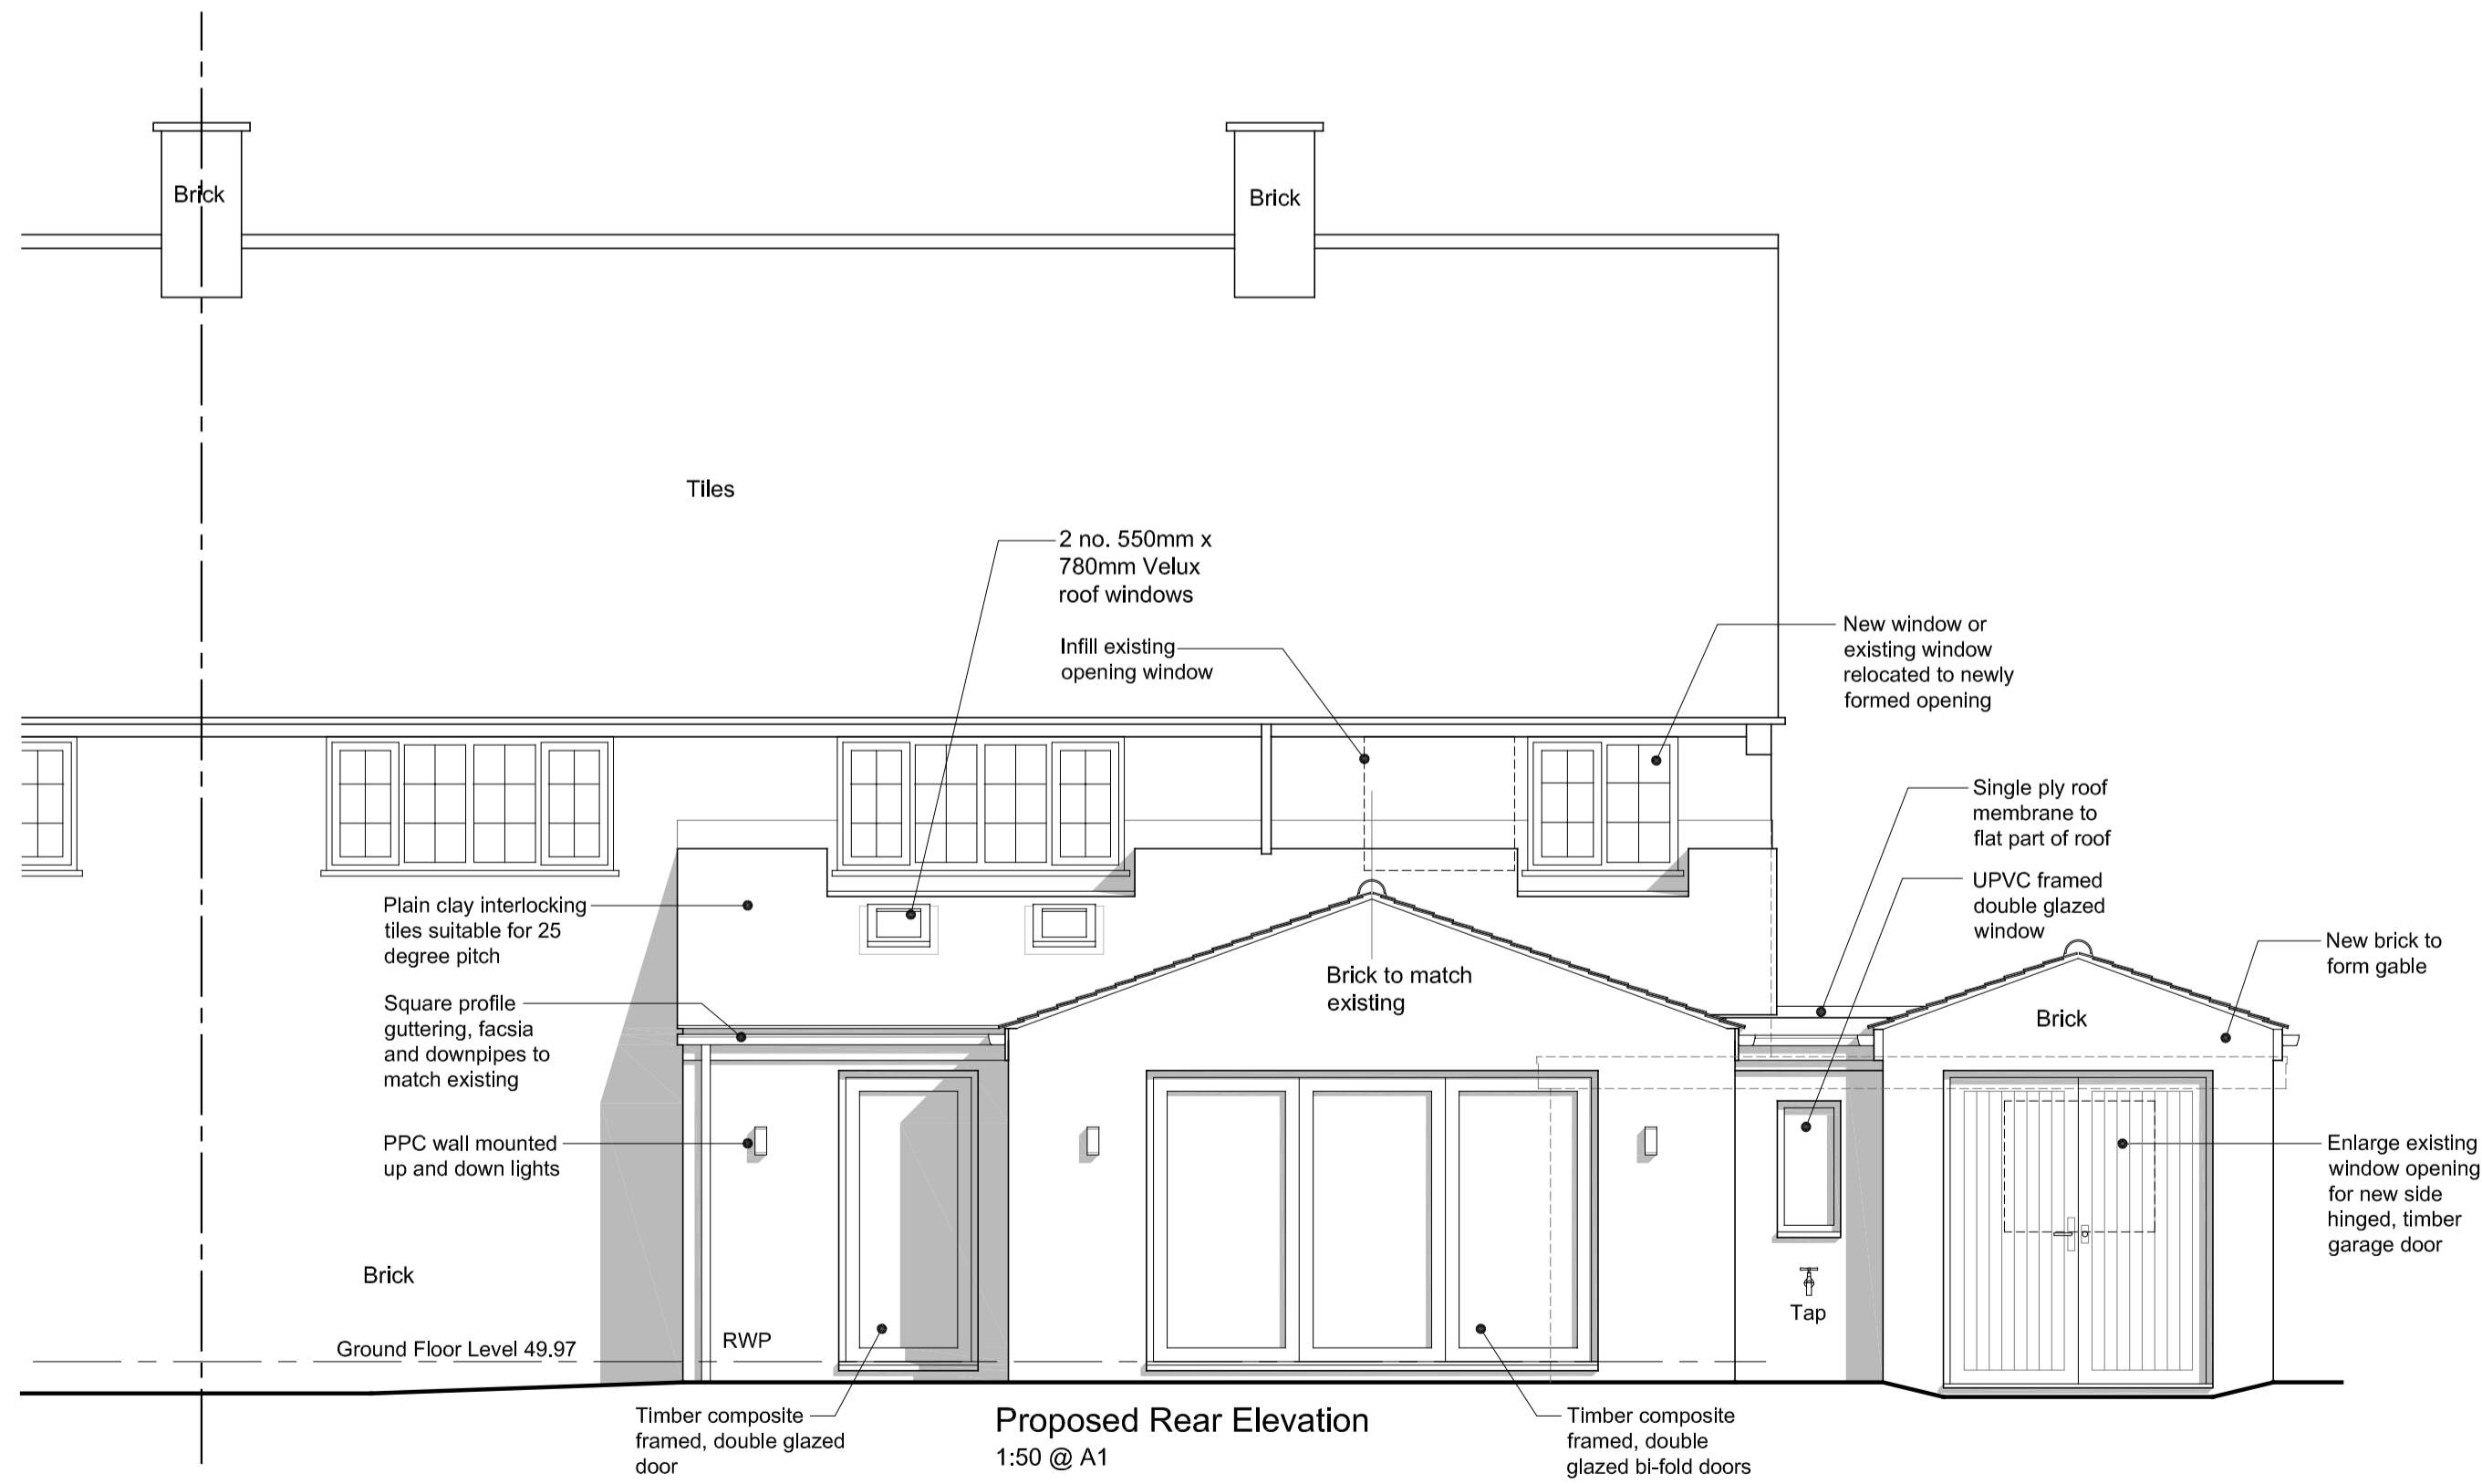 Brick
Brick
Tiles
2 no. 550mm x
780mm Velux
roof windows
Infill existing
opening window
New window or
existing window
relocated to newly
formed opening
Single ply roof
membrane to
flat part of roof
UPVC framed
double glazed
window
Plain clay interlocking
tiles suitable for 25
degree pitch
New brick to
form gable
Brick to match
existing
Square profile
guttering, facsia
and downpipes to
match existing
Brick
PPC wall mounted
up and down lights
Enlarge existing
window opening
for new side
hinged, timber
garage door
Brick
Tap
RWP
Ground Floor Level 49.97
Timber composite
framed, double glazed
door
Proposed Rear Elevation
1:50 @ A1
Timber composite
framed, double
glazed bi-fold doors